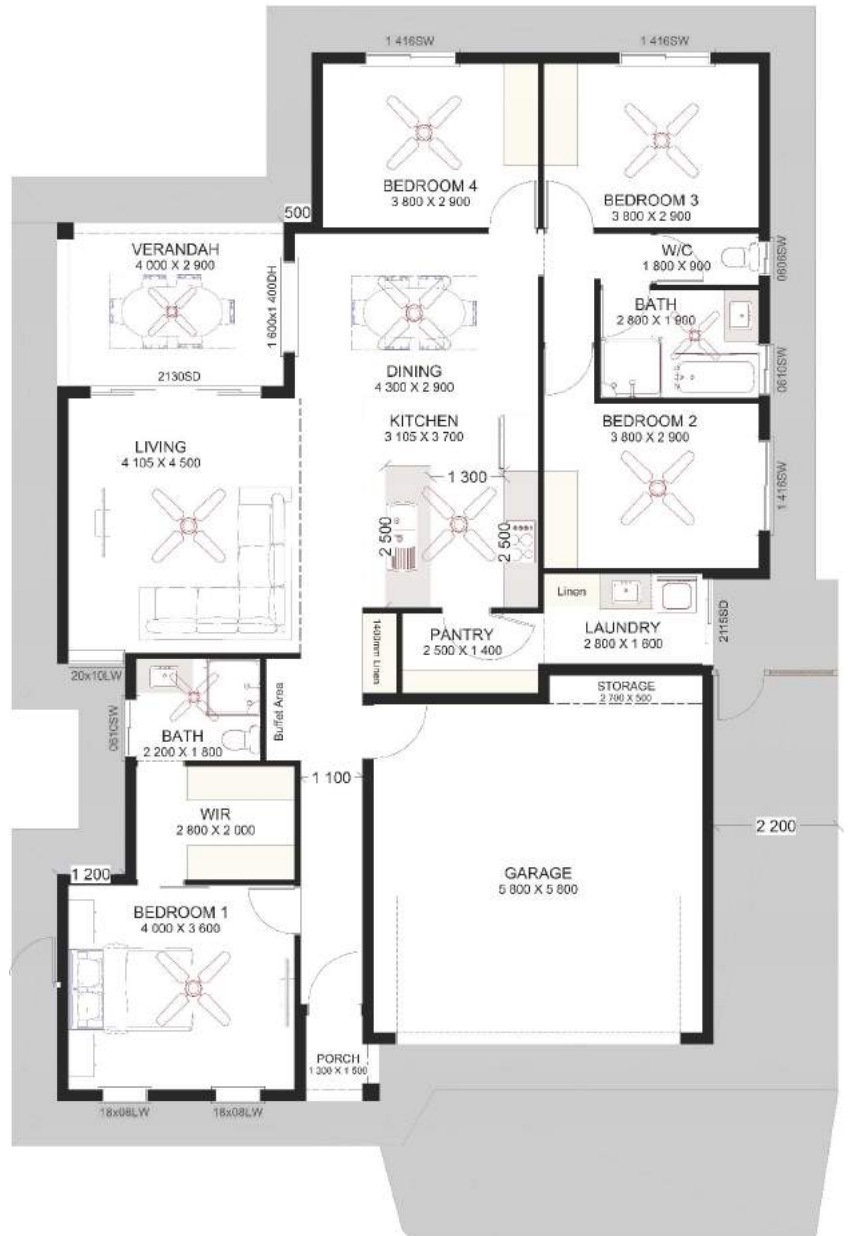 1 416SW
1 416SW
BEDROOM 4
3 800 X 2 900
BEDROOM 3
3 800 X 2 900
500
VERANDAH
4 000 X 2 900
1 600x1 400DH
W/C
1 800 X 900
0606SW
BATH
2 800 X 1 900
0610SW
2130SD
DINING
4 300 X 2 900
KITCHEN
3 105 X 3 700
LIVING
4 105 X 4 500
BEDROOM 2
3 800 X 2 900
1 416SW
1 300
2 500
2 500
Linen
LAUNDRY
2 800 X 1 600
2115SD
PANTRY
2 500 X 1 400
1400mm Linen
20x10LW
STORAGE
2 700 X 500
Buffet Area
0610SW
BATH
2 200 X 1 800
1 100
WIR
2 800 X 2 000
2 200
GARAGE
5 800 X 5 800
1 200
BEDROOM 1
4 000 X 3 600
PORCH
1 300 X 1 500
18x08LW
18x08LW